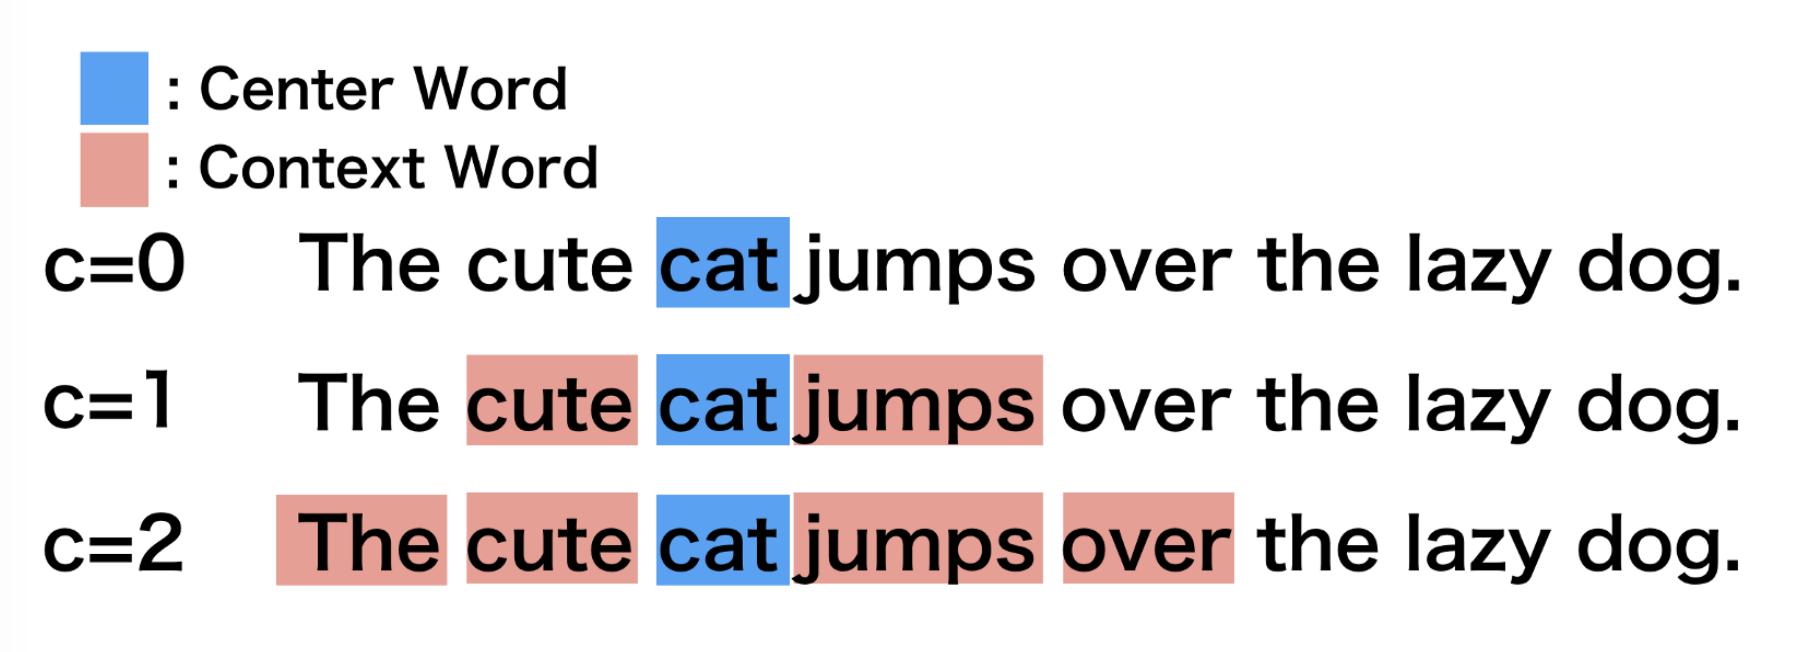 : Center Word
: Context Word
c=0 The cute cat jumps over the lazy dog.
c=1 The cute cat jumps over the lazy dog.
c=2 The cute cat jumps over the lazy dog.